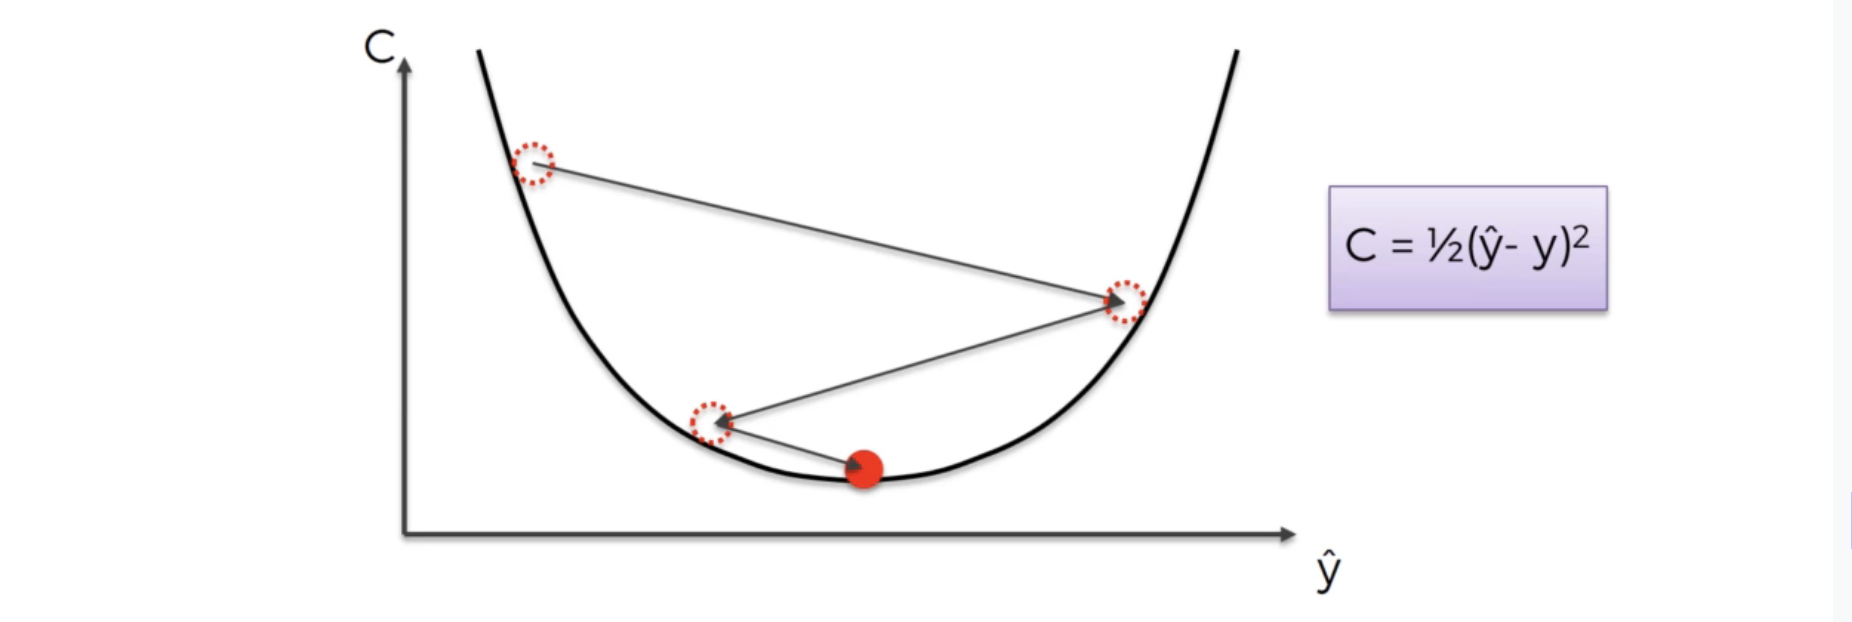 C
C = ½(ŷ- y)²
ŷ